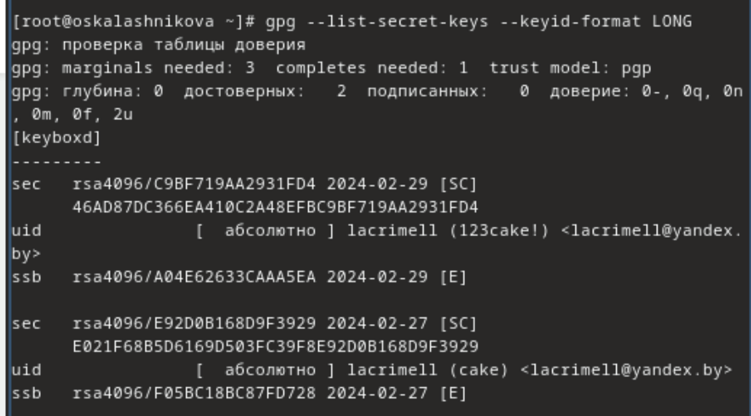 [root@oskalashnikova ~]# gpg --list-secret-keys --keyid-format LONG
gpg: проверка таблицы доверия
gpg: marginals needed: 3  completes needed: 1  trust model: pgp
gpg: глубина: 0  достоверных:   2  подписанных:   0  доверие: 0-, 0q, 0n
, 0m, 0f, 2u
[keyboxd]
---------
sec   rsa4096/C9BF719AA2931FD4 2024-02-29 [SC]
      46AD87DC366EA410C2A48EFBC9BF719AA2931FD4
uid               [  абсолютно ] lacrimell (123cake!) <lacrimell@yandex.
by>
ssb   rsa4096/A04E62633CAAA5EA 2024-02-29 [E]

sec   rsa4096/E92D0B168D9F3929 2024-02-27 [SC]
      E021F68B5D6169D503FC39F8E92D0B168D9F3929
uid               [  абсолютно ] lacrimell (cake) <lacrimell@yandex.by>
ssb   rsa4096/F05BC18BC87FD728 2024-02-27 [E]